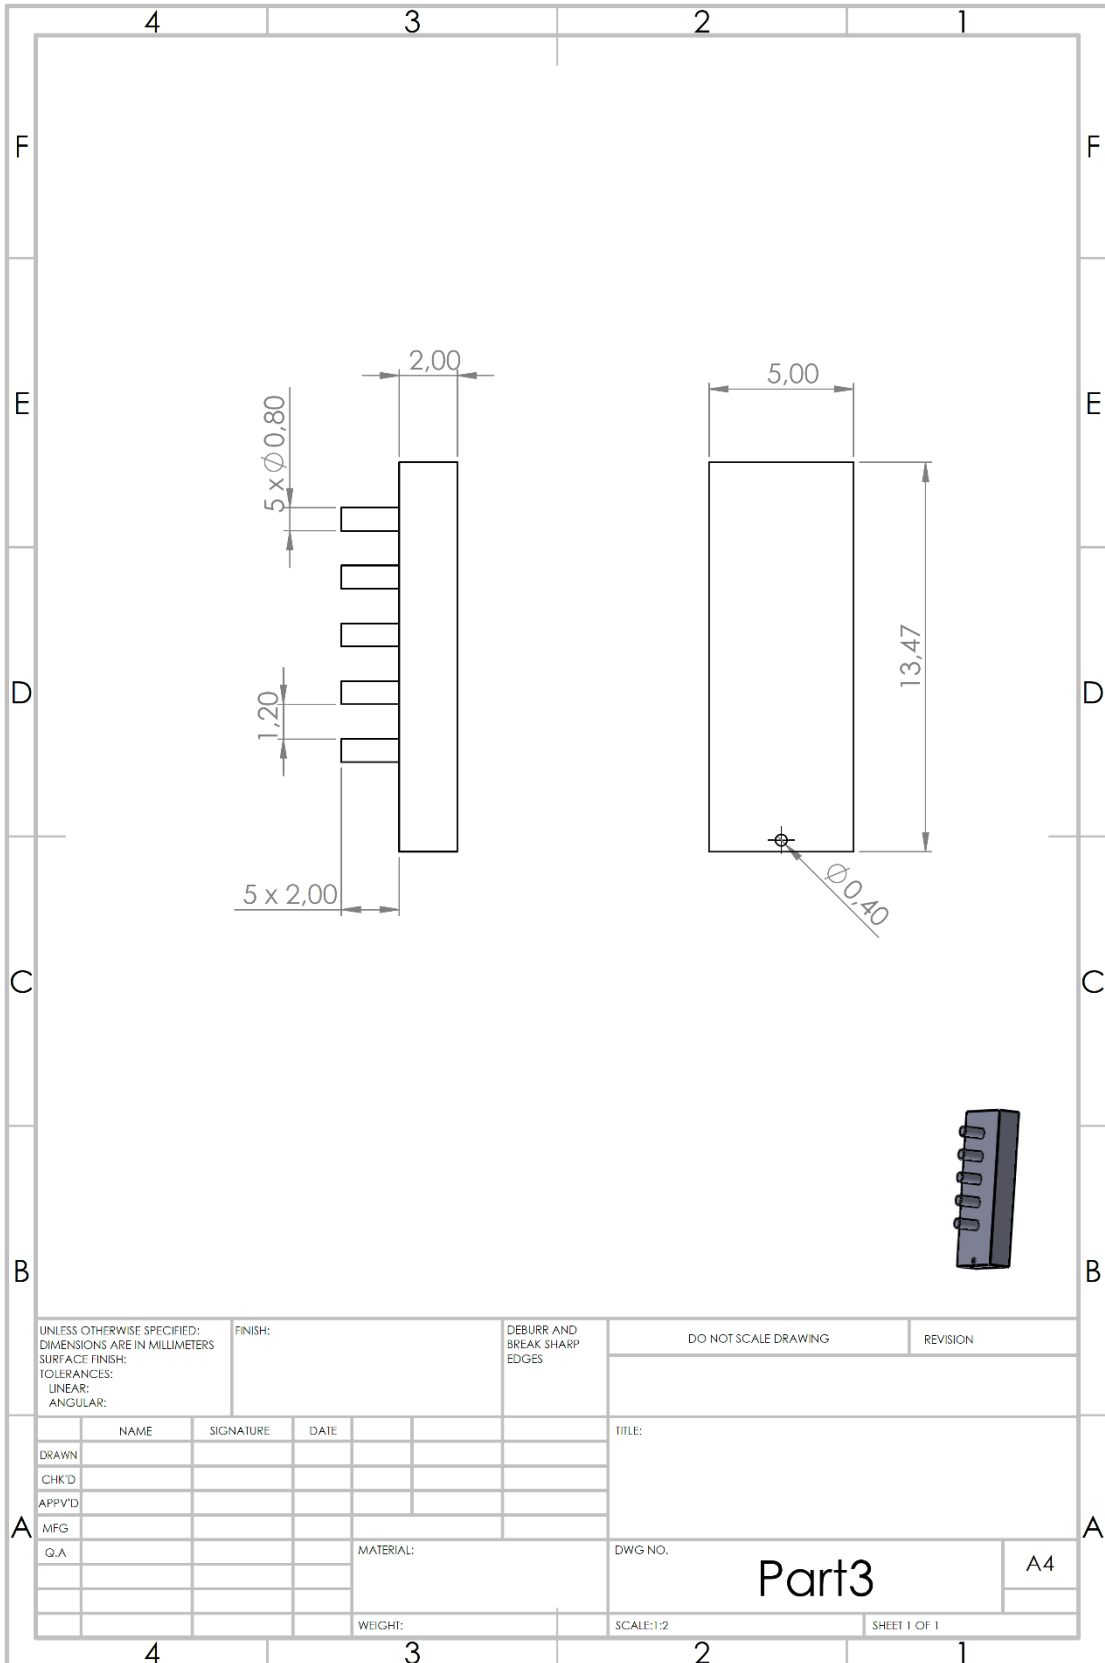 4 3 2 1
F F
2,00
5,00
E E
5 x Ø 0,80
13,47
D D
1,20
Ø0,40
5 x 2,00
C C
B B
UNLESS OTHERWISE SPECIFIED:
DIMENSIONS ARE IN MILLIMETERS
SURFACE FINISH:
TOLERANCES:
LINEAR:
ANGULAR:
FINISH:
DEBURR AND
BREAK SHARP
EDGES
DO NOT SCALE DRAWING
REVISION
NAME SIGNATURE DATE
TITLE:
DRAWN
CHK'D
APPV'D
MFG
A A
Q.A
MATERIAL:
DWG NO.
Part3
A4
WEIGHT:
SCALE:1:2
SHEET 1 OF 1
4 3 2 1